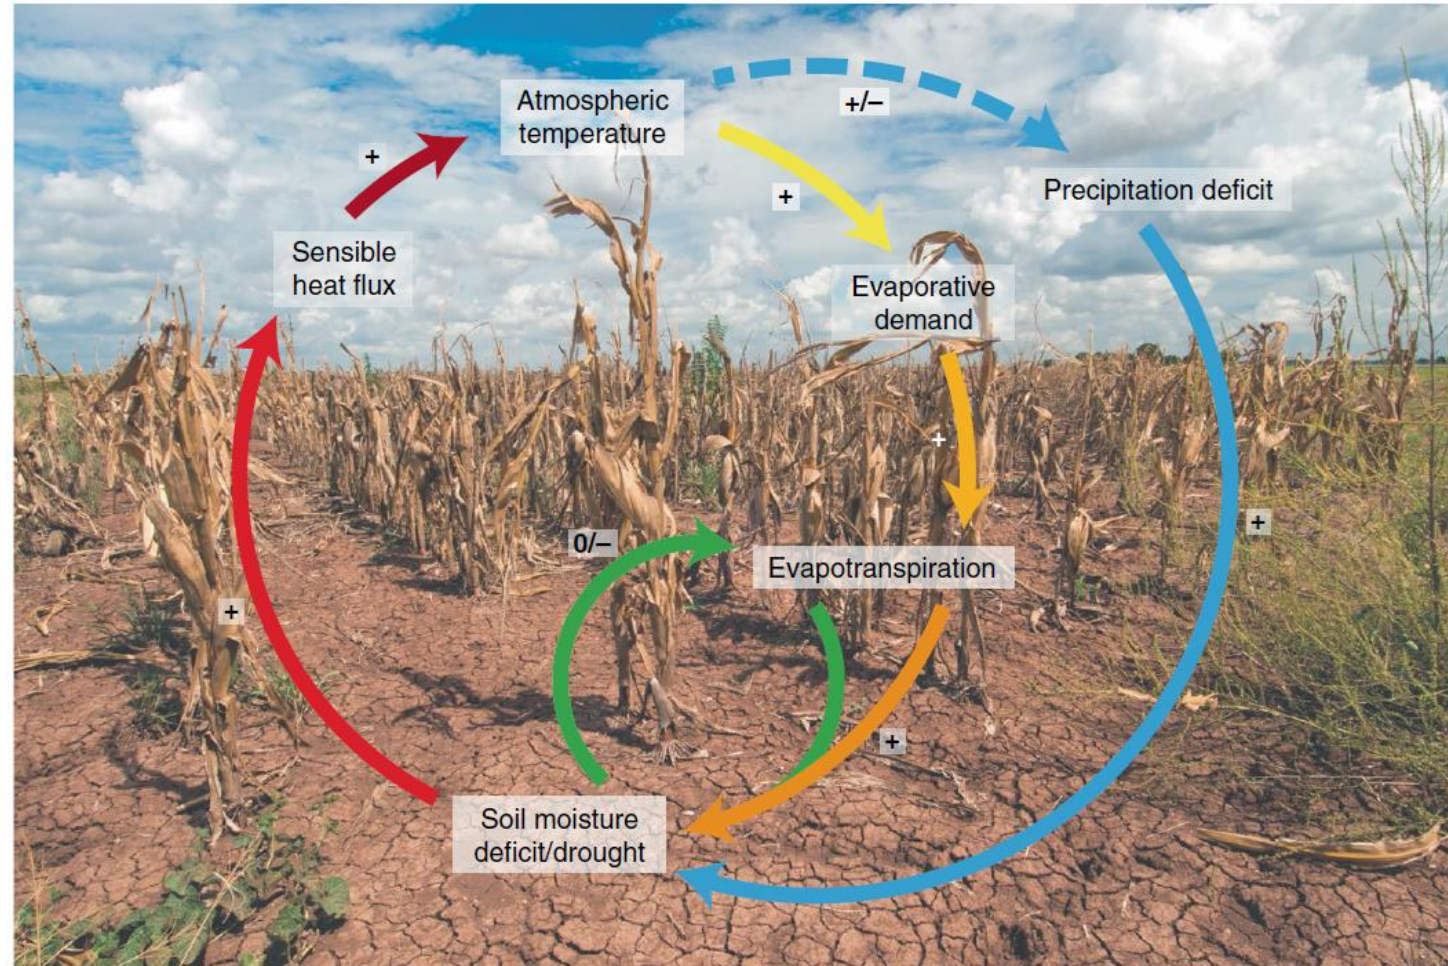 Atmospheric
temperature
+/–
+
+
Precipitation deficit
Sensible
heat flux
Evaporative
demand
+
+
0/–
Evapotranspiration
+
+
Soil moisture
deficit/drought